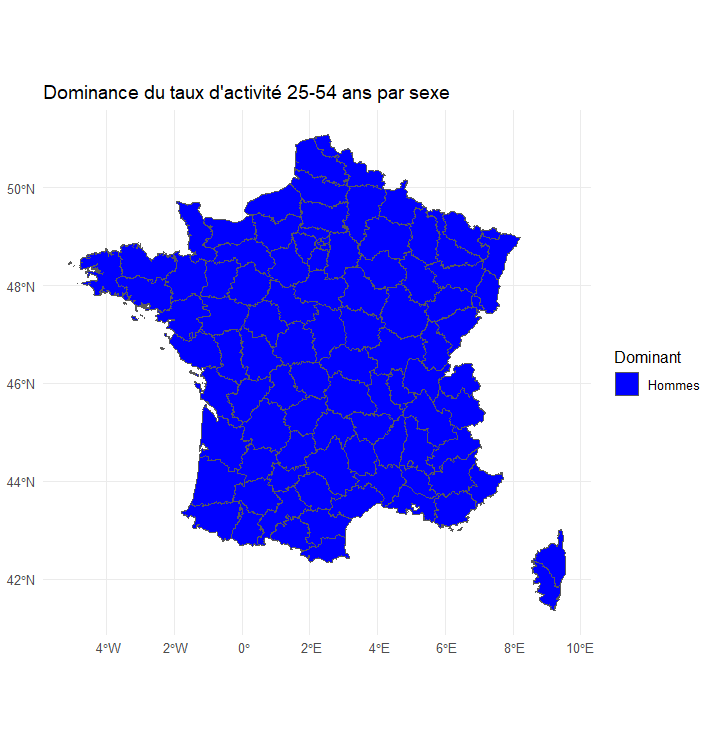 Dominance du taux d'activité 25-54 ans par sexe
50°N
48°N
46°N
44°N
42°N
4°W
2°W
0°
2°E
4°E
6°E
8°E
10°E
Dominant
Hommes